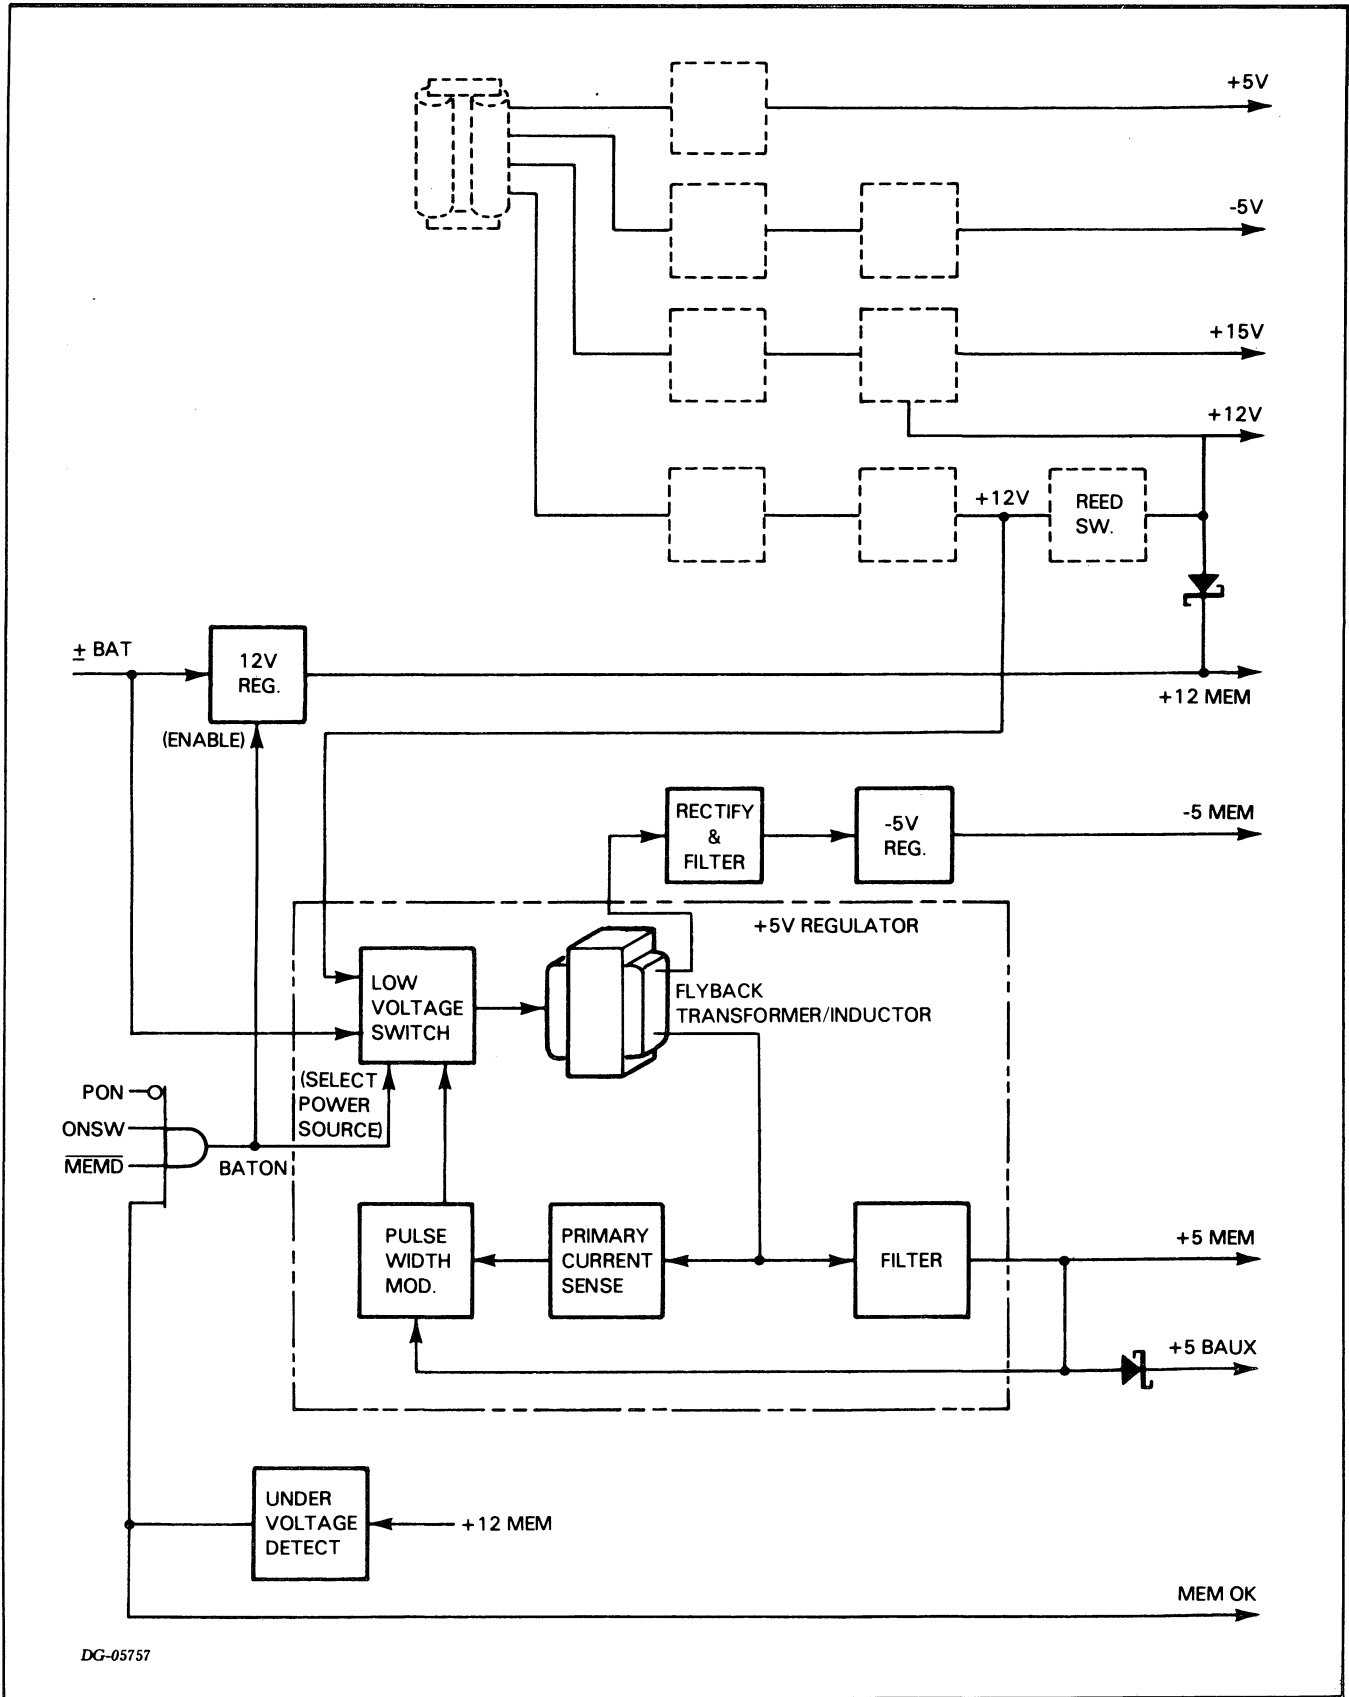 +5V
-5V
+15V
+12V
+12V
REED
SW.
± BAT
12V
REG.
(ENABLE)
+12 MEM
RECTIFY
&
FILTER
-5V
REG.
-5 MEM
+5V REGULATOR
LOW
VOLTAGE
SWITCH
FLYBACK
TRANSFORMER/INDUCTOR
(SELECT
POWER
SOURCE)
PON
ONSW
MEMD
BATON
PULSE
WIDTH
MOD.
PRIMARY
CURRENT
SENSE
FILTER
+5 MEM
+5 BAUX
UNDER
VOLTAGE
DETECT
+12 MEM
MEM OK
DG-05757